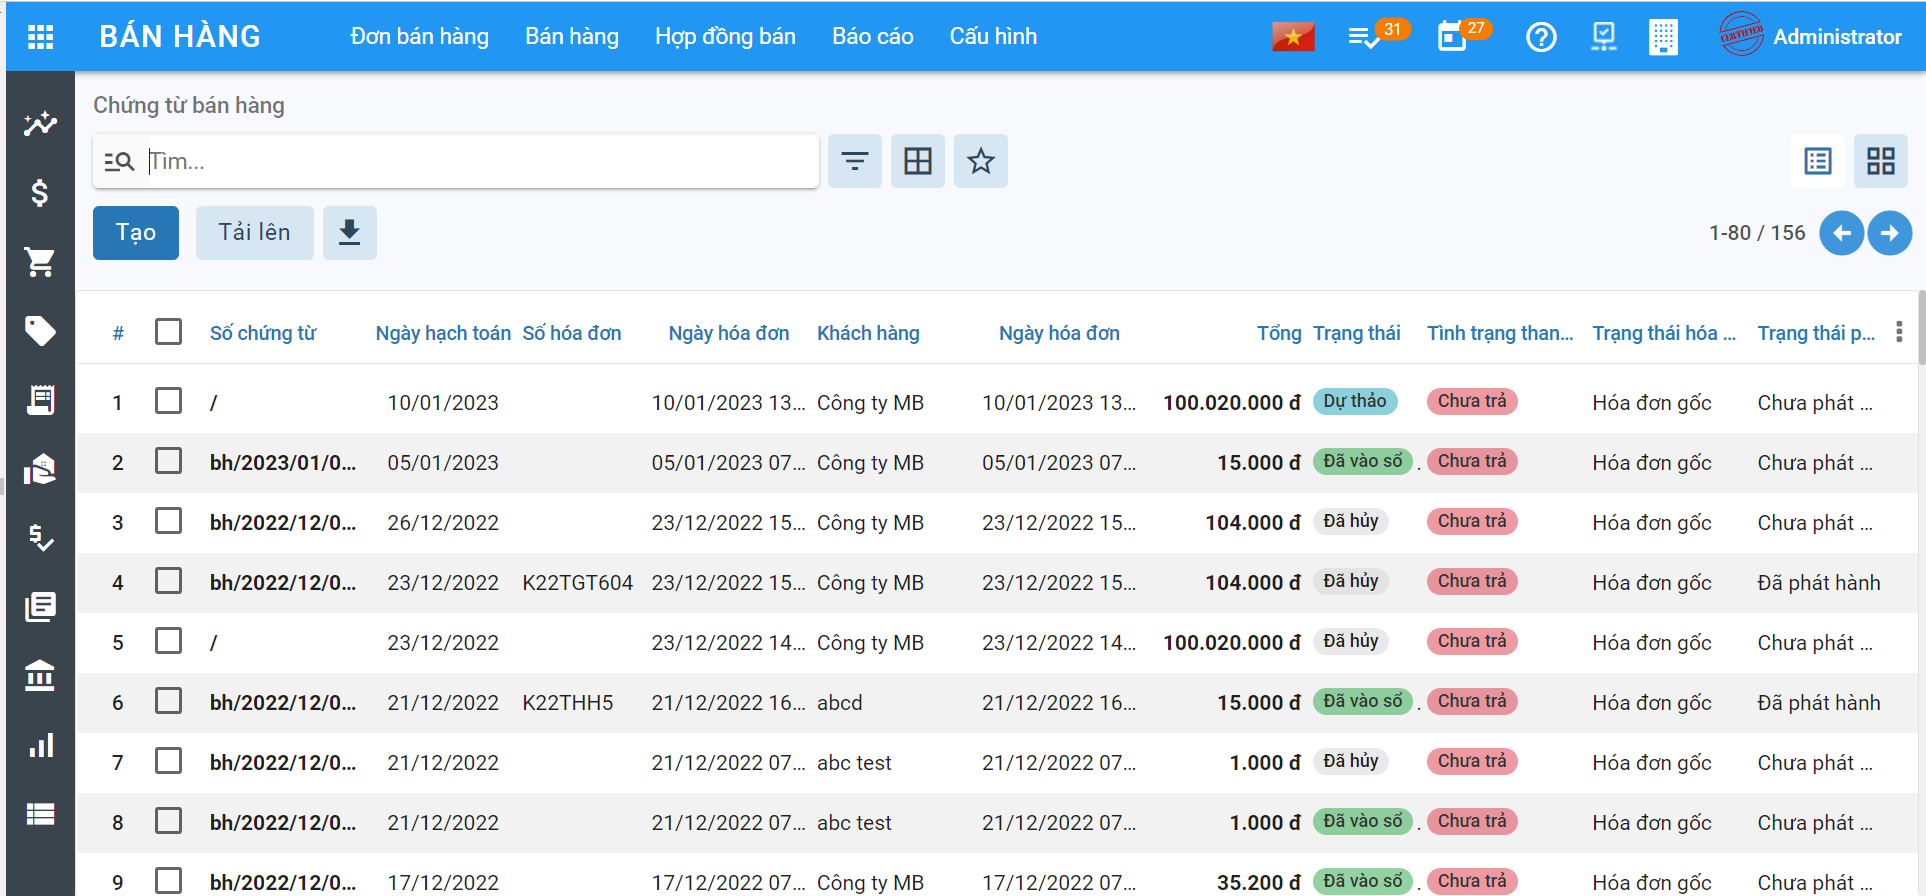 BÁN HÀNG Đơn bán hàng Bán hàng Hợp đồng bán Báo cáo Cấu hình 31 27 CERTIFIED Administrator
Chứng từ bán hàng
Tìm...
Tạo Tải lên 1-80 / 156
# Số chứng từ Ngày hạch toán Số hóa đơn Ngày hóa đơn Khách hàng Ngày hóa đơn Tổng Trạng thái Tình trạng than... Trạng thái hóa ... Trạng thái p...
1 / 10/01/2023 10/01/2023 13... Công ty MB 10/01/2023 13... 100.020.000 đ Dự thảo Chưa trả Hóa đơn gốc Chưa phát ...
2 bh/2023/01/0... 05/01/2023 05/01/2023 07... Công ty MB 05/01/2023 07... 15.000 đ Đã vào sổ . Chưa trả Hóa đơn gốc Chưa phát ...
3 bh/2022/12/0... 26/12/2022 23/12/2022 15... Công ty MB 23/12/2022 15... 104.000 đ Đã hủy Chưa trả Hóa đơn gốc Chưa phát ...
4 bh/2022/12/0... 23/12/2022 K22TGT604 23/12/2022 15... Công ty MB 23/12/2022 15... 104.000 đ Đã hủy Chưa trả Hóa đơn gốc Đã phát hành
5 / 23/12/2022 23/12/2022 14... Công ty MB 23/12/2022 14... 100.020.000 đ Đã hủy Chưa trả Hóa đơn gốc Chưa phát ...
6 bh/2022/12/0... 21/12/2022 K22THH5 21/12/2022 16... abcd 21/12/2022 16... 15.000 đ Đã vào sổ . Chưa trả Hóa đơn gốc Đã phát hành
7 bh/2022/12/0... 21/12/2022 21/12/2022 07... abc test 21/12/2022 07... 1.000 đ Đã hủy Chưa trả Hóa đơn gốc Chưa phát ...
8 bh/2022/12/0... 21/12/2022 21/12/2022 07... abc test 21/12/2022 07... 1.000 đ Đã vào sổ . Chưa trả Hóa đơn gốc Chưa phát ...
9 bh/2022/12/0... 17/12/2022 17/12/2022 07... Công ty MB 17/12/2022 07... 35.200 đ Đã vào sổ . Chưa trả Hóa đơn gốc Chưa phát ...